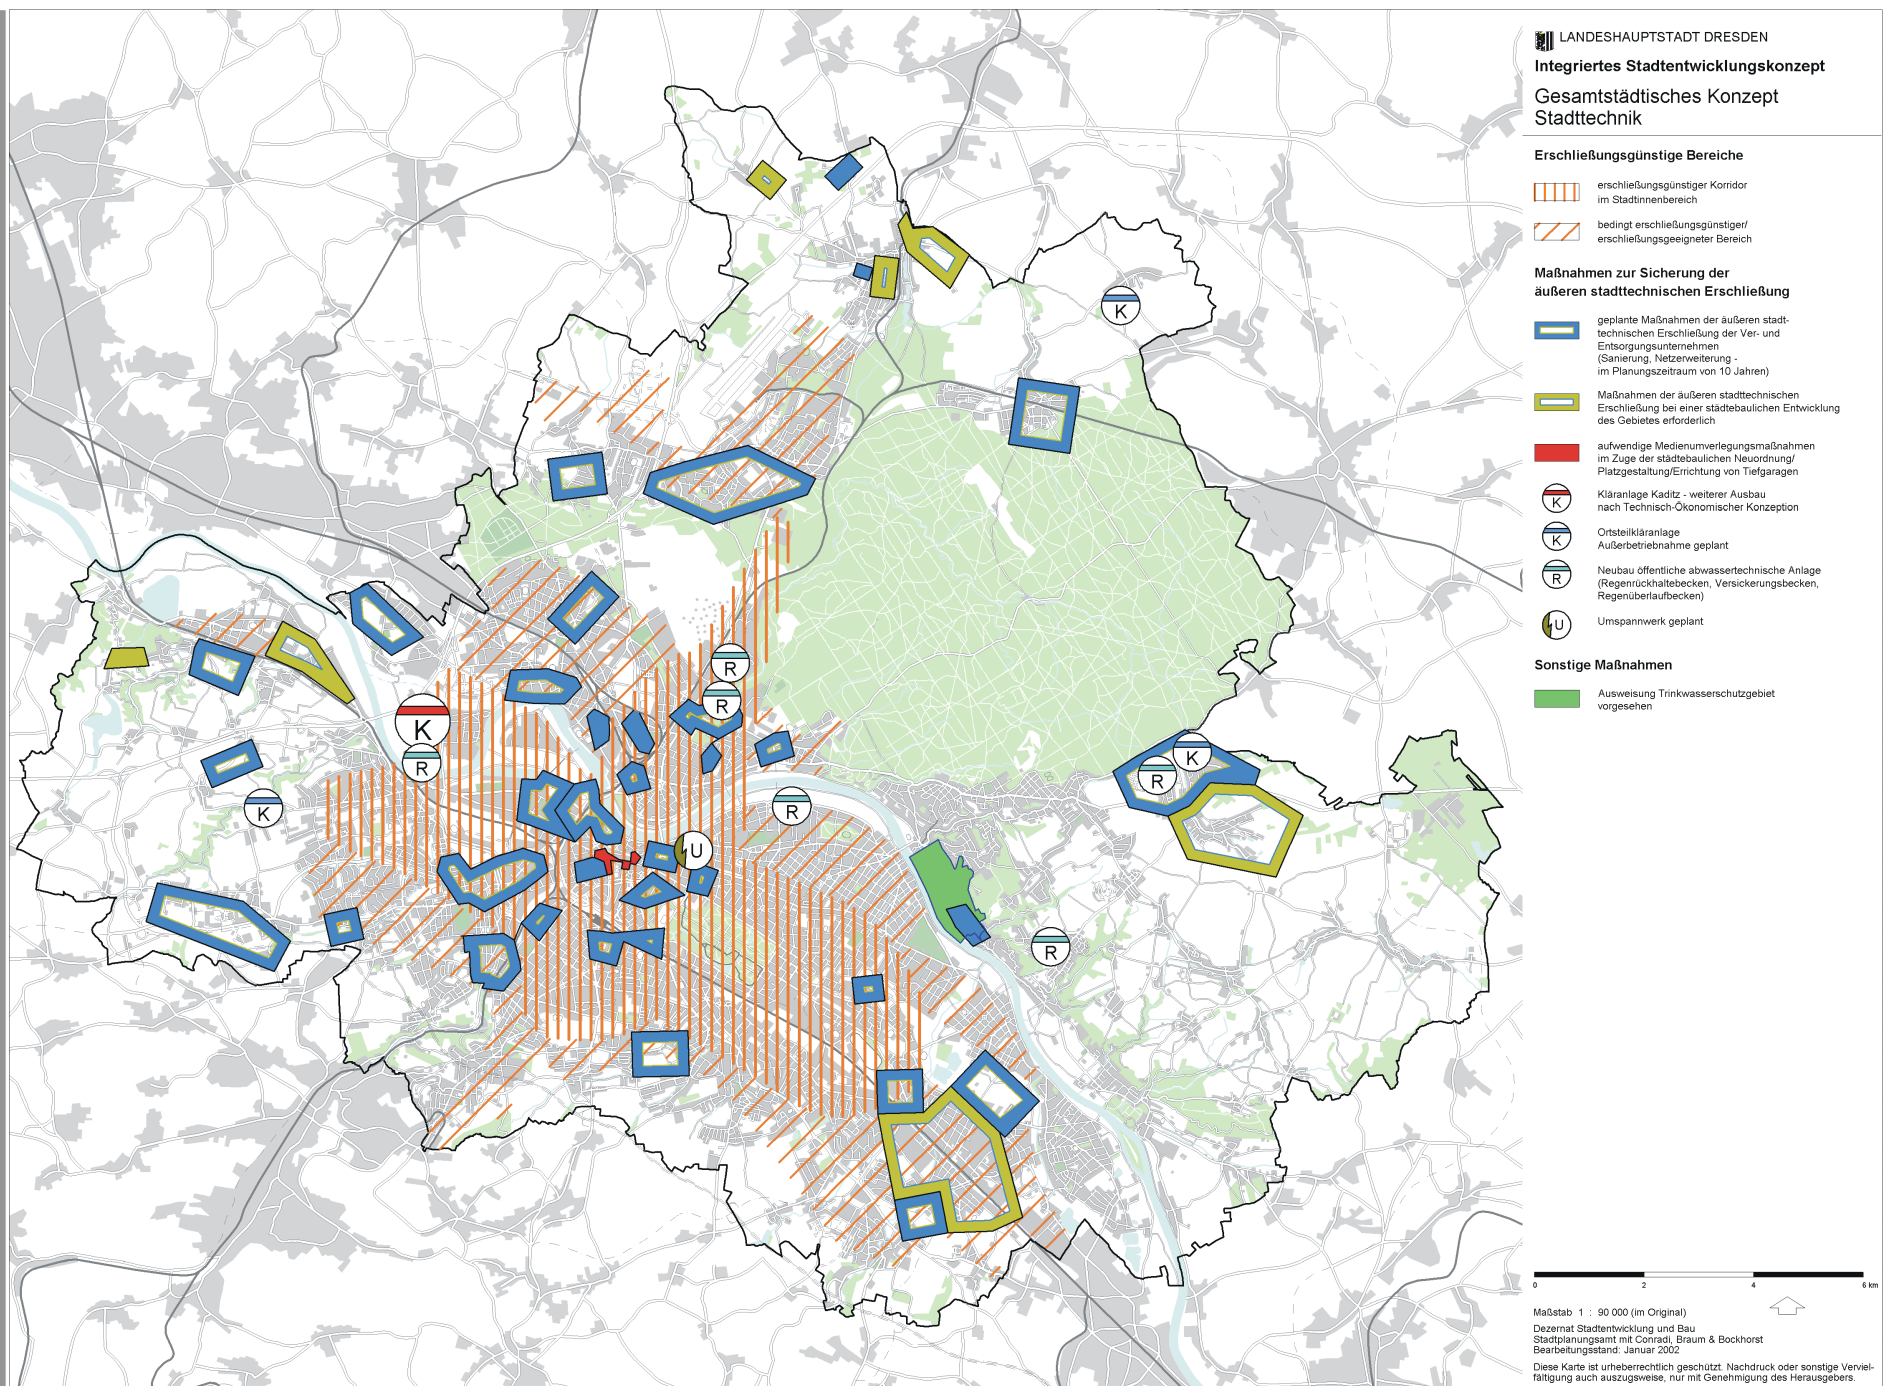 LANDESHAUPTSTADT DRESDEN
Integriertes Stadtentwicklungskonzept
Gesamtstädtisches Konzept
Stadttechnik
Erschließungsgünstige Bereiche
erschließungsgünstiger Korridor
im Stadtinnenbereich
bedingt erschließungsgünstiger/
erschließungsgeeigneter Bereich
Maßnahmen zur Sicherung der
äußeren stadttechnischen Erschließung
geplante Maßnahmen der äußeren stadt-
technischen Erschließung der Ver- und
Entsorgungsunternehmen
(Sanierung, Netzerweiterung -
im Planungszeitraum von 10 Jahren)
Maßnahmen der äußeren stadttechnischen
Erschließung bei einer städtebaulichen Entwicklung
des Gebietes erforderlich
aufwendige Medienumverlegungsmaßnahmen
im Zuge der städtebaulichen Neuordnung/
Platzgestaltung/Errichtung von Tiefgaragen
K
Kläranlage Kaditz - weiterer Ausbau
nach Technisch-Ökonomischer Konzeption
K
Ortsteilkläranlage
Außerbetriebnahme geplant
R
Neubau öffentliche abwassertechnische Anlage
(Regenrückhaltebecken, Versickerungsbecken,
Regenüberlaufbecken)
U
Umspannwerk geplant
Sonstige Maßnahmen
Ausweisung Trinkwasserschutzgebiet
vorgesehen
K
R
R
K
R
K
R
K
R
U
R
0 2 4 6 km
Maßstab 1 : 90 000 (im Original)
Dezernat Stadtentwicklung und Bau
Stadtplanungsamt mit Conradi, Braum & Bockhorst
Bearbeitungsstand: Januar 2002
Diese Karte ist urheberrechtlich geschützt. Nachdruck oder sonstige Verviel-
fältigung auch auszugsweise, nur mit Genehmigung des Herausgebers.